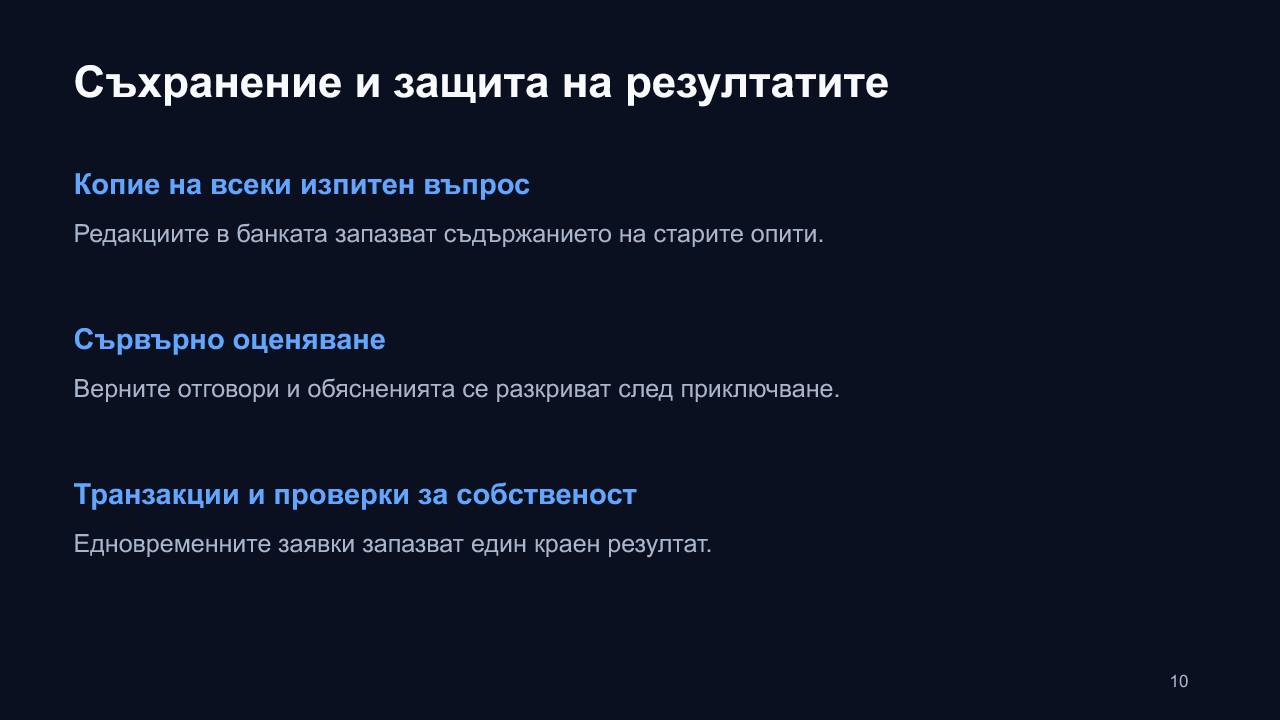 Съхранение и защита на резултатите
Копие на всеки изпитен въпрос
Редакциите в банката запазват съдържанието на старите опити.
Сървърно оценяване
Верните отговори и обясненията се разкриват след приключване.
Транзакции и проверки за собственост
Едновременните заявки запазват един краен резултат.
10